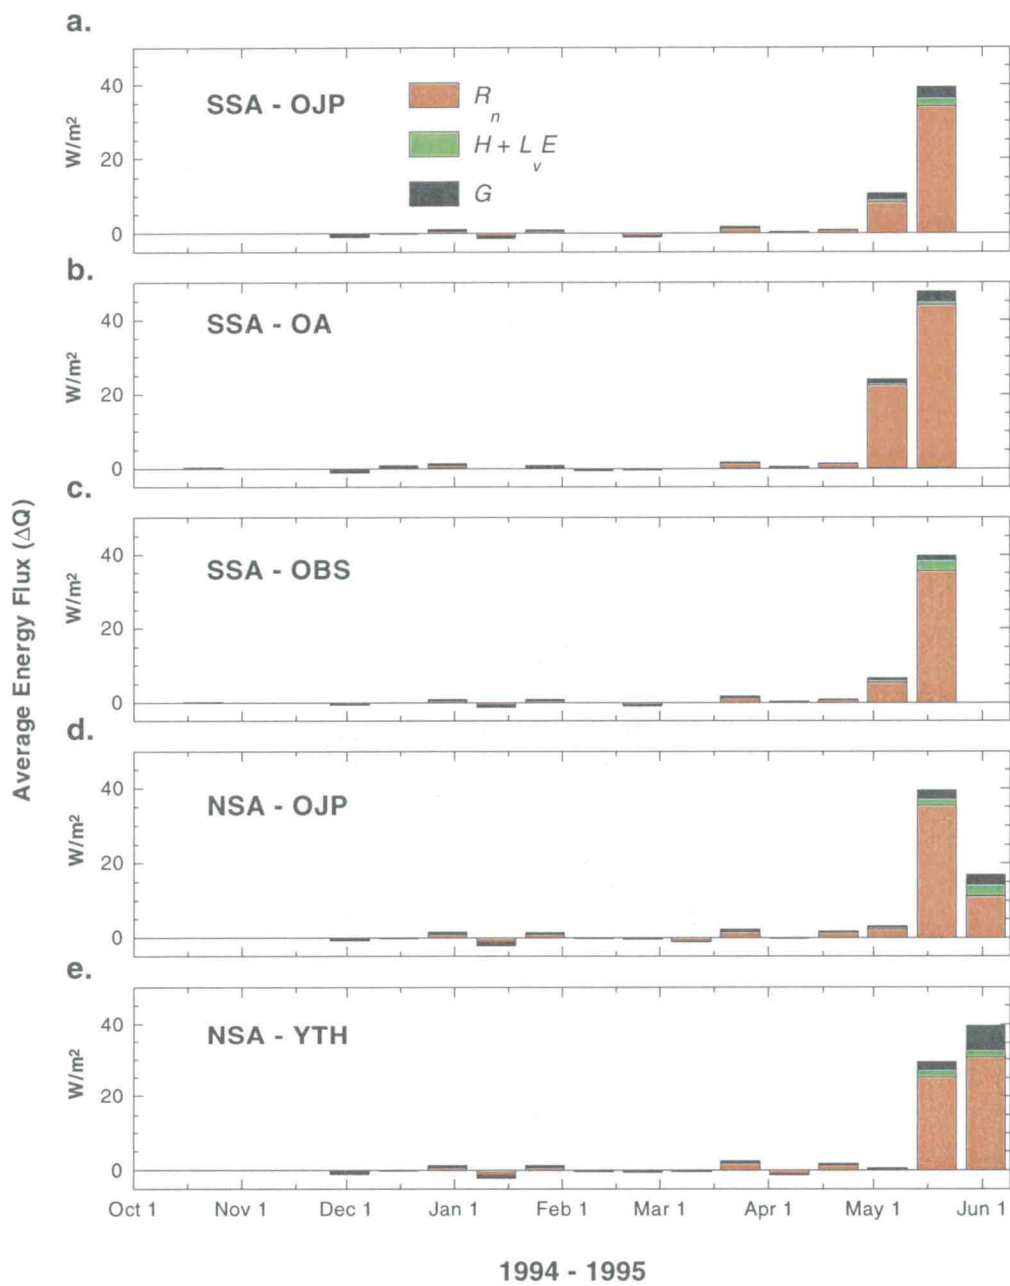 a.
SSA - OJP
Rn
H + LvE
G
W/m²
40
20
0
b.
SSA - OA
W/m²
40
20
0
c.
SSA - OBS
W/m²
40
20
0
d.
NSA - OJP
W/m²
40
20
0
e.
NSA - YTH
W/m²
40
20
0
Average Energy Flux (ΔQ)
Oct 1 Nov 1 Dec 1 Jan 1 Feb 1 Mar 1 Apr 1 May 1 Jun 1
1994 - 1995